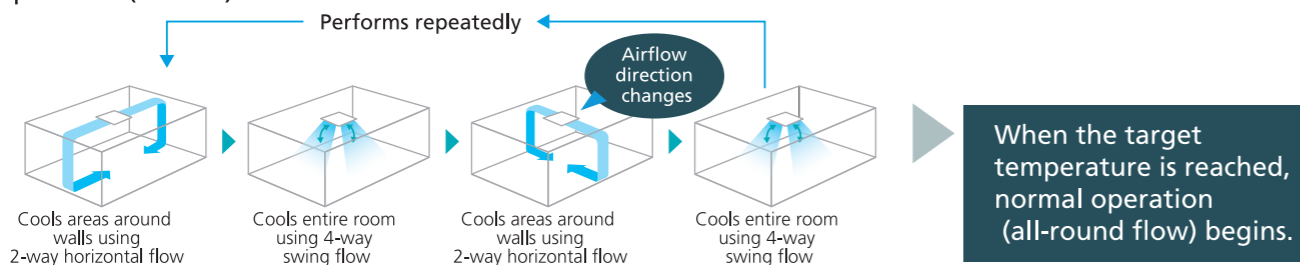 Performs repeatedly
Airflow
direction
changes
Cools areas around
walls using
2-way horizontal flow
Cools entire room
using 4-way
swing flow
Cools areas around
walls using
2-way horizontal flow
Cools entire room
using 4-way
swing flow
When the target
temperature is reached,
normal operation
(all-round flow) begins.